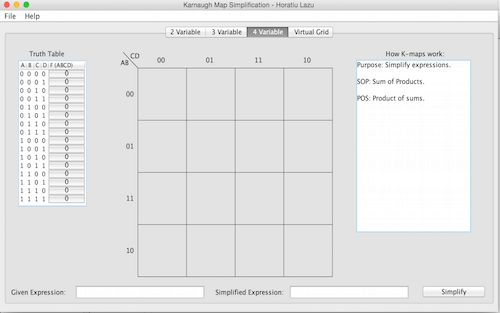 Karnaugh Map Simplification - Horatiu Lazu
File Help
2 Variable 3 Variable 4 Variable Virtual Grid
Truth Table
A B C D F (ABCD)
0 0 0 0 0
0 0 0 1 0
0 0 1 0 0
0 0 1 1 0
0 1 0 0 0
0 1 0 1 0
0 1 1 0 0
0 1 1 1 0
1 0 0 0 0
1 0 0 1 0
1 0 1 0 0
1 0 1 1 0
1 1 0 0 0
1 1 0 1 0
1 1 1 0 0
1 1 1 1 0
CD
AB
00 01 11 10
00
01
11
10
How K-maps work:
Purpose: Simplify expressions.
SOP: Sum of Products.
POS: Product of sums.
Given Expression: Simplified Expression: Simplify